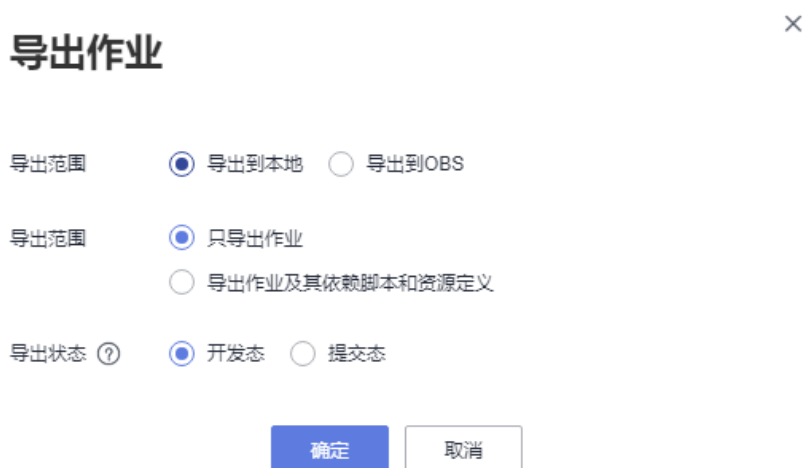 导出作业
导出范围 导出到本地 导出到OBS
导出范围 只导出作业
导出作业及其依赖脚本和资源定义
导出状态 ? 开发态 提交态
确定 取消